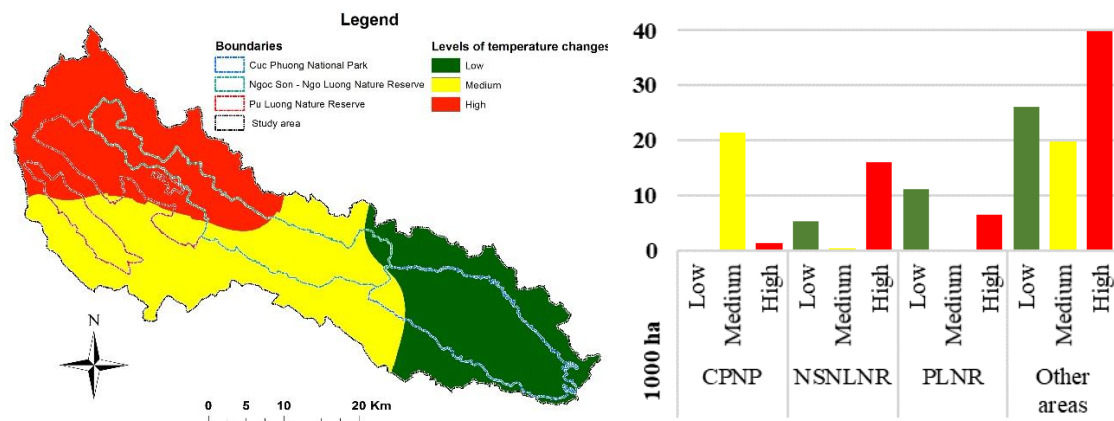 Legend
Boundaries
Cuc Phuong National Park
Ngoc Son - Ngo Luong Nature Reserve
Pu Luong Nature Reserve
Study area
Levels of temperature changes
Low
Medium
High
N
0 5 10 20 Km
40
30
20
10
0
1000 ha
Low
Medium
High
Low
Medium
High
Low
Medium
High
Low
Medium
High
CPNP
NSNLNR
PLNR
Other
areas